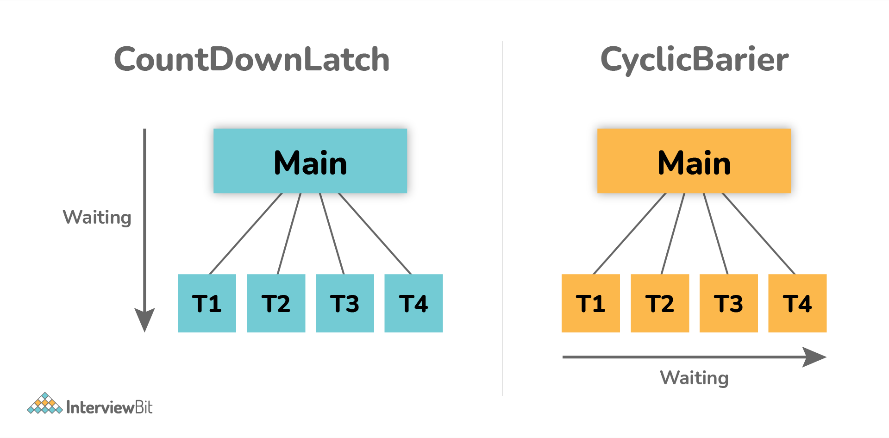 CountDownLatch
Main
Waiting
T1 T2 T3 T4
CyclicBarier
Main
T1 T2 T3 T4
Waiting
InterviewBit